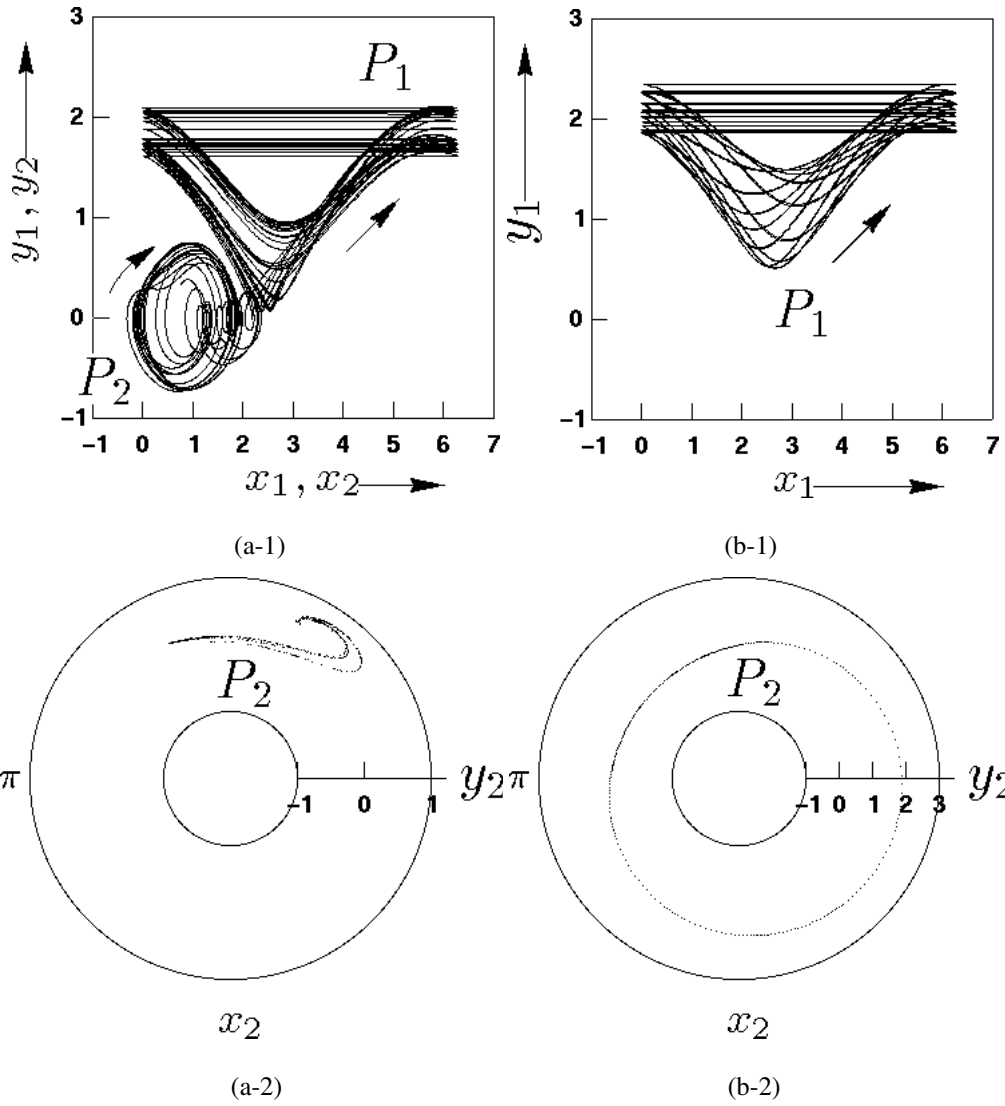 3
2
1
0
−1
−1 0 1 2 3 4 5 6 7
y₁, y₂
x₁, x₂
P₁
P₂
(a-1)
3
2
1
0
−1
−1 0 1 2 3 4 5 6 7
y₁
x₁
P₁
(b-1)
P₂
π
−1 0 1
y₂
x₂
(a-2)
P₂
π
−1 0 1 2 3
y₂
x₂
(b-2)